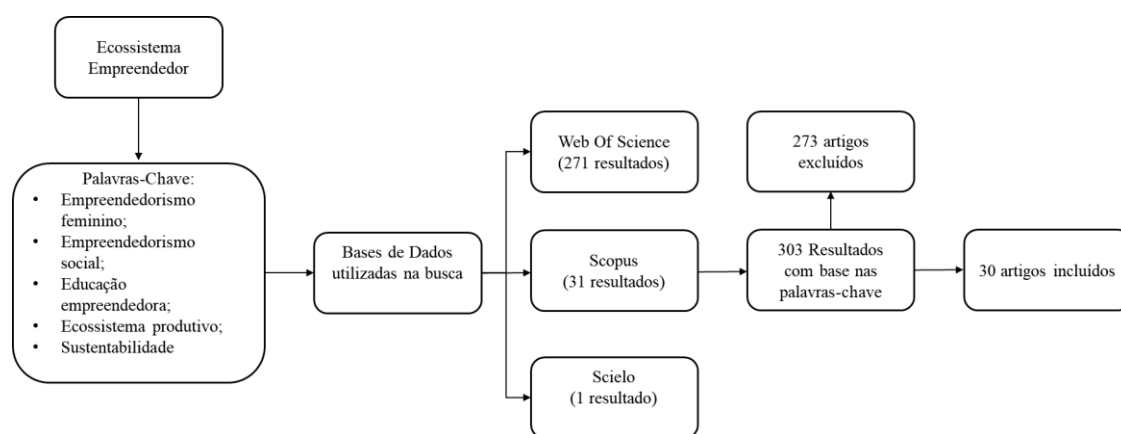 Ecossistema
Empreendedor
Palavras-Chave:
• Empreendedorismo
feminino;
• Empreendedorismo
social;
• Educação
empreendedora;
• Ecossistema produtivo;
• Sustentabilidade
Bases de Dados
utilizadas na busca
Web Of Science
(271 resultados)
Scopus
(31 resultados)
Scielo
(1 resultado)
273 artigos
excluídos
303 Resultados
com base nas
palavras-chave
30 artigos incluídos